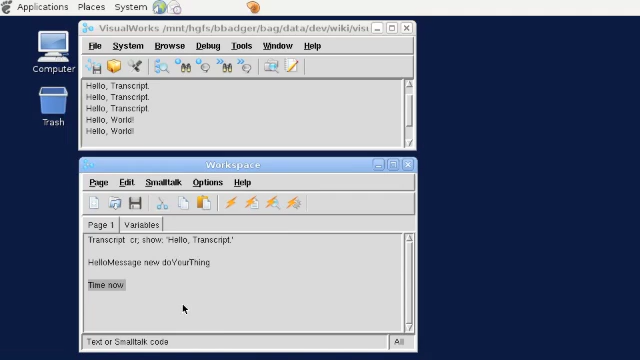 Applications Places System
Computer
Trash
VisualWorks /mnt/hgfs/bbadger/bag/data/dev/wiki/visu
File System Browse Debug Tools Window Help
Hello, Transcript.
Hello, Transcript.
Hello, Transcript.
Hello, World!
Hello, World!
Workspace
Page Edit Smalltalk Options Help
Page 1 Variables
Transcript cr; show: 'Hello, Transcript.'
HelloMessage new doYourThing
Time now
Text or Smalltalk code All